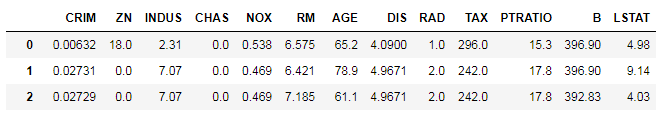 CRIM ZN INDUS CHAS NOX RM AGE DIS RAD TAX PTRATIO B LSTAT
0 0.00632 18.0 2.31 0.0 0.538 6.575 65.2 4.0900 1.0 296.0 15.3 396.90 4.98
1 0.02731 0.0 7.07 0.0 0.469 6.421 78.9 4.9671 2.0 242.0 17.8 396.90 9.14
2 0.02729 0.0 7.07 0.0 0.469 7.185 61.1 4.9671 2.0 242.0 17.8 392.83 4.03